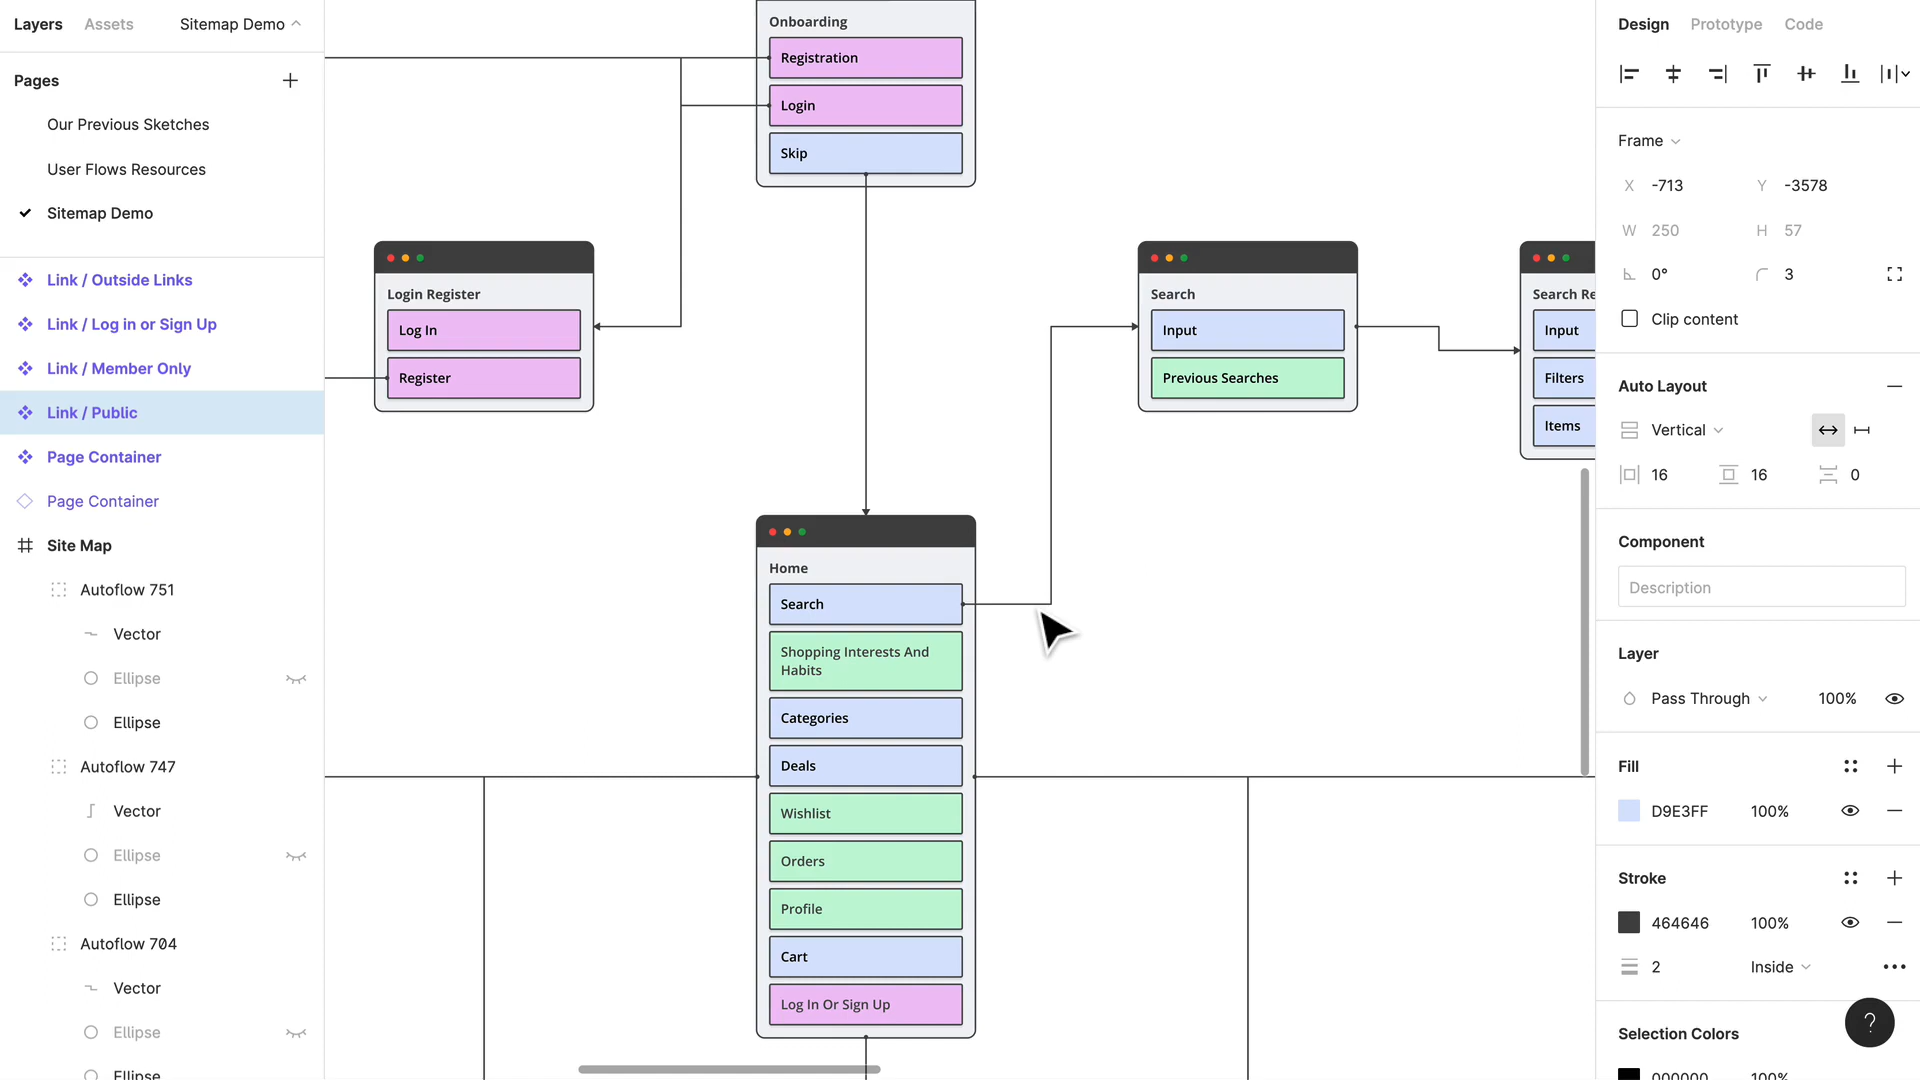 Layers
Assets
Sitemap Demo
Pages
Our Previous Sketches
User Flows Resources
Sitemap Demo
Link / Outside Links
Link / Log in or Sign Up
Link / Member Only
Link / Public
Page Container
Page Container
Site Map
Autoflow 751
Vector
Ellipse
Ellipse
Autoflow 747
Vector
Ellipse
Ellipse
Autoflow 704
Vector
Ellipse
Ellipse
Onboarding
Registration
Login
Skip
Login Register
Log In
Register
Search
Input
Previous Searches
Search Re
Input
Filters
Items
Home
Search
Shopping Interests And
Habits
Categories
Deals
Wishlist
Orders
Profile
Cart
Log In Or Sign Up
Design
Prototype
Code
Frame
X -713
Y -3578
W 250
H 57
0°
3
Clip content
Auto Layout
Vertical
16
16
0
Component
Description
Layer
Pass Through
100%
Fill
D9E3FF
100%
Stroke
464646
100%
2
Inside
?
Selection Colors
000000
100%